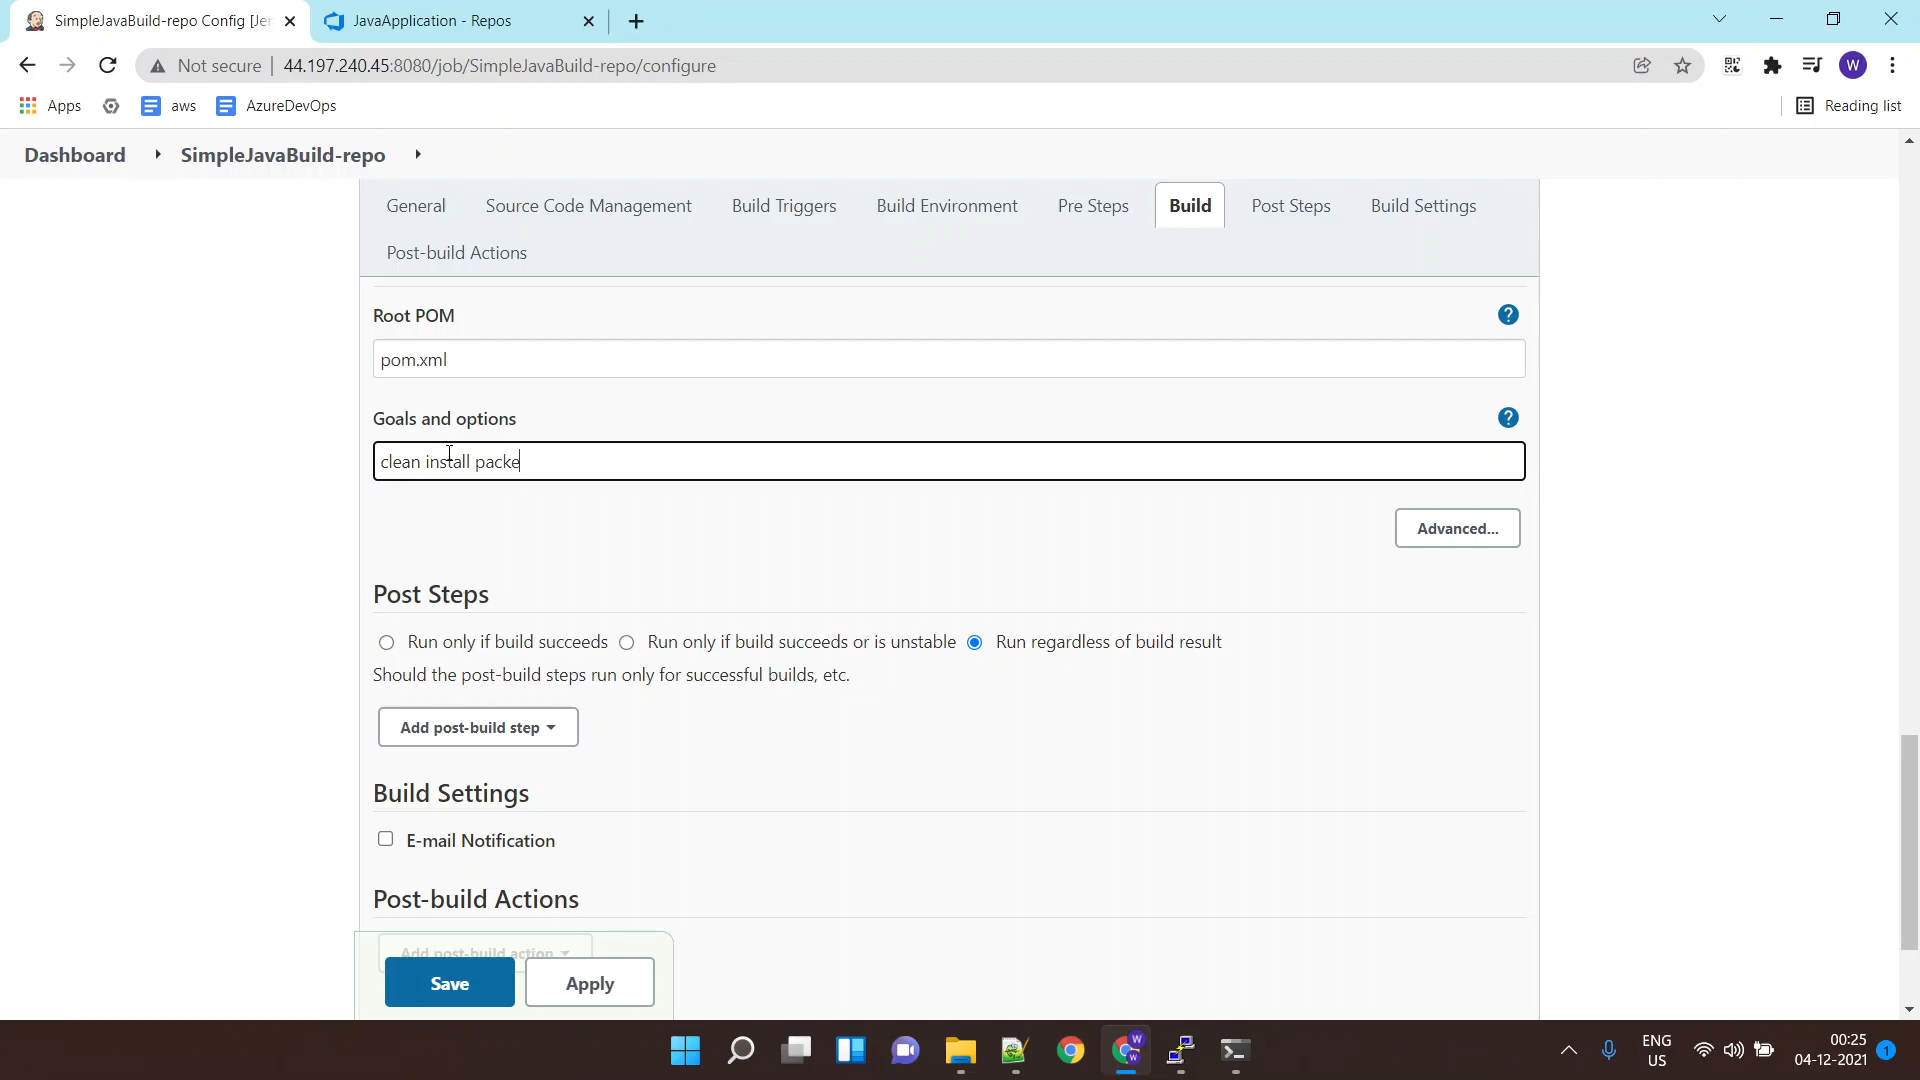 SimpleJavaBuild-repo Config [Jer
JavaApplication - Repos
Not secure
44.197.240.45:8080/job/SimpleJavaBuild-repo/configure
W
Apps
aws
AzureDevOps
Reading list
Dashboard
SimpleJavaBuild-repo
General
Source Code Management
Build Triggers
Build Environment
Pre Steps
Build
Post Steps
Build Settings
Post-build Actions
Root POM
?
pom.xml
Goals and options
?
clean install packe
Advanced...
Post Steps
Run only if build succeeds
Run only if build succeeds or is unstable
Run regardless of build result
Should the post-build steps run only for successful builds, etc.
Add post-build step
Build Settings
E-mail Notification
Post-build Actions
Add post-build action
Save
Apply
W
W
ENG
US
00:25
04-12-2021
1